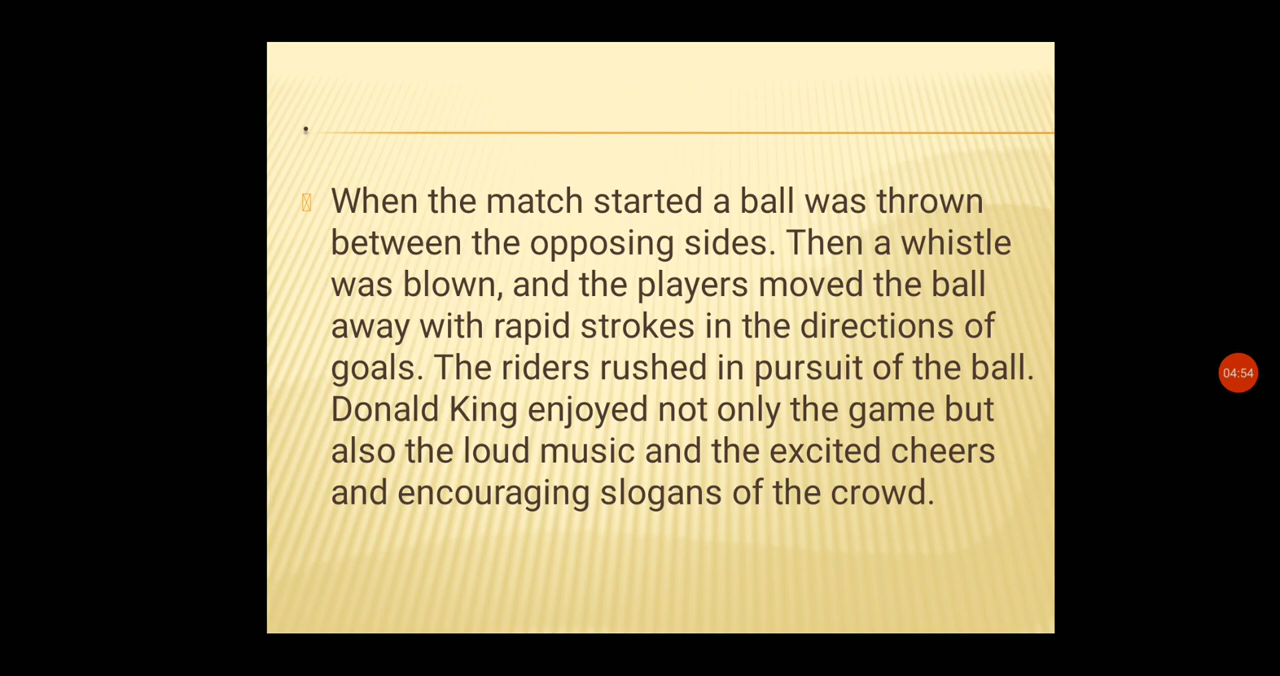 .
When the match started a ball was thrown
between the opposing sides. Then a whistle
was blown, and the players moved the ball
away with rapid strokes in the directions of
goals. The riders rushed in pursuit of the ball.
Donald King enjoyed not only the game but
also the loud music and the excited cheers
and encouraging slogans of the crowd.
04:54